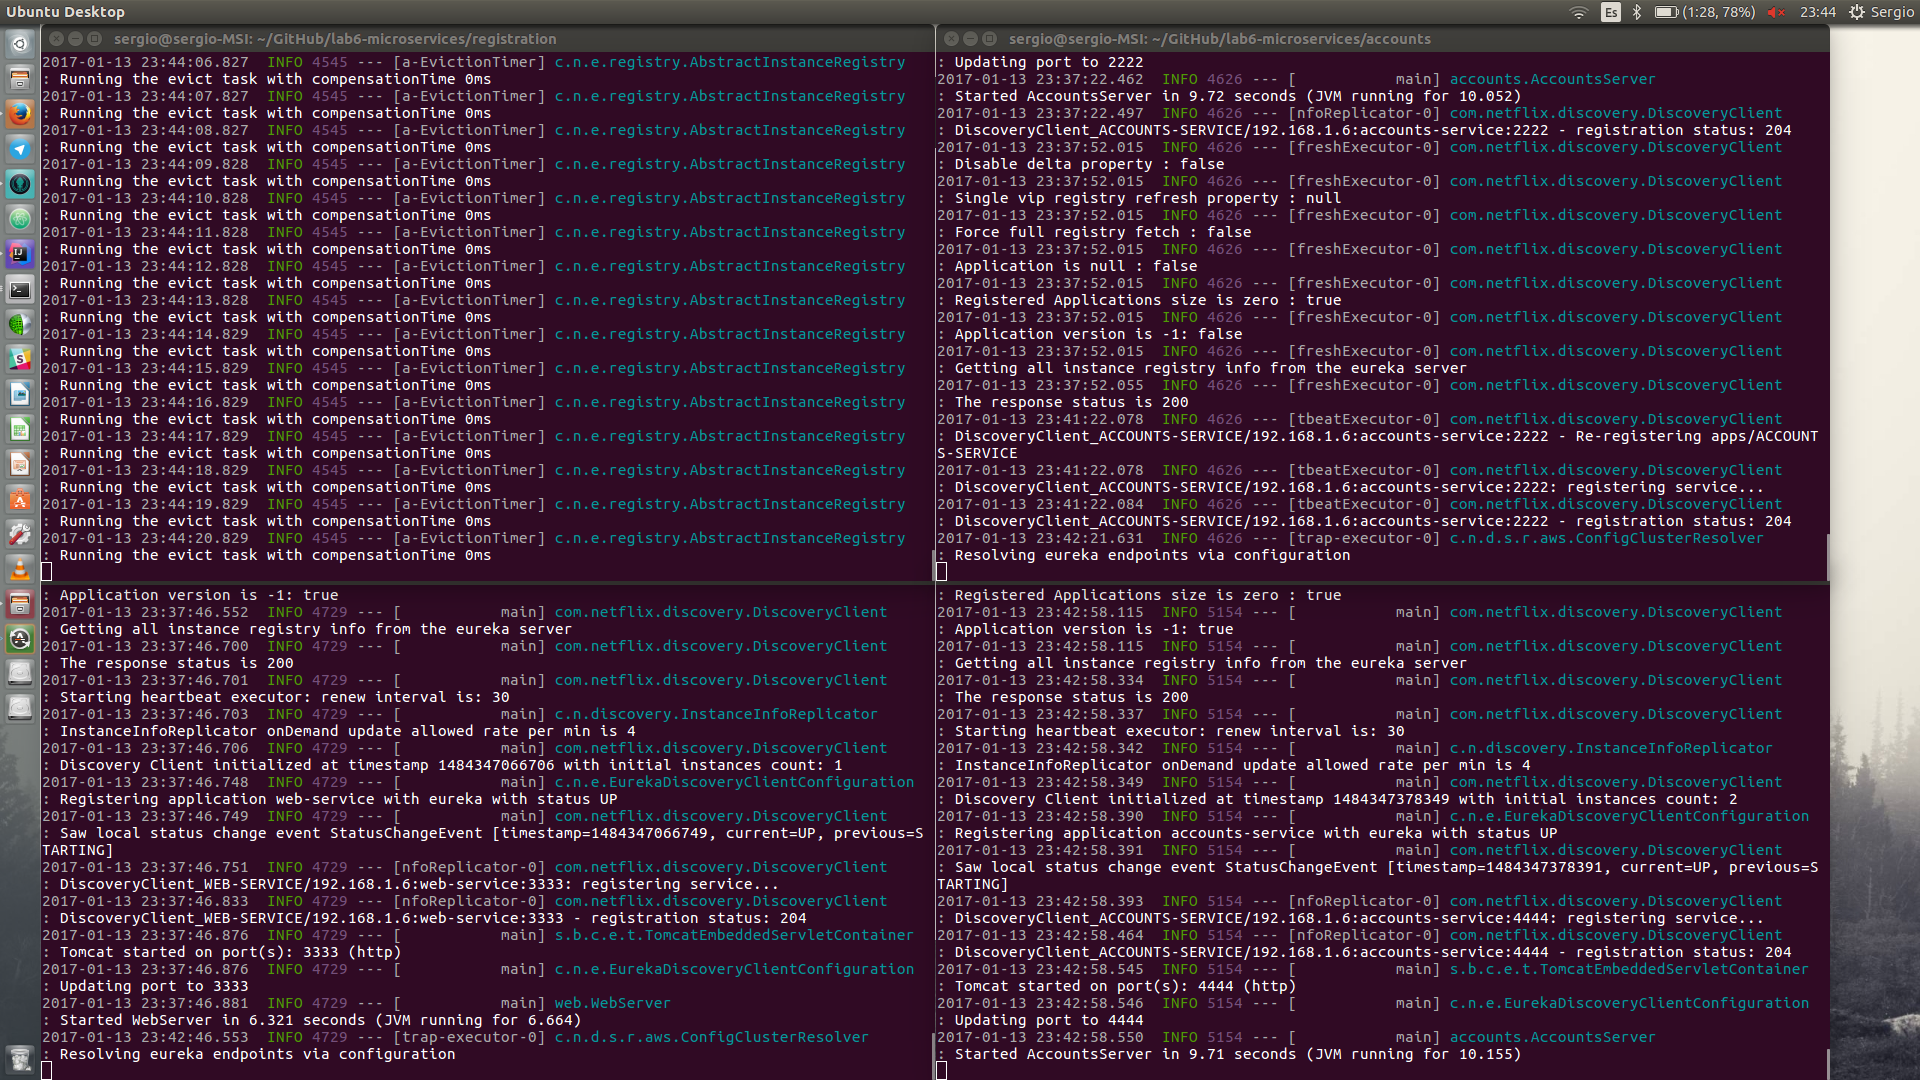 Ubuntu Desktop
Es
(1:28, 78%)
23:44
Sergio
sergio@sergio-MSI: ~/GitHub/lab6-microservices/registration
2017-01-13 23:44:06.827  INFO 4545 --- [a-EvictionTimer] c.n.e.registry.AbstractInstanceRegistry
: Running the evict task with compensationTime 0ms
2017-01-13 23:44:07.827  INFO 4545 --- [a-EvictionTimer] c.n.e.registry.AbstractInstanceRegistry
: Running the evict task with compensationTime 0ms
2017-01-13 23:44:08.827  INFO 4545 --- [a-EvictionTimer] c.n.e.registry.AbstractInstanceRegistry
: Running the evict task with compensationTime 0ms
2017-01-13 23:44:09.828  INFO 4545 --- [a-EvictionTimer] c.n.e.registry.AbstractInstanceRegistry
: Running the evict task with compensationTime 0ms
2017-01-13 23:44:10.828  INFO 4545 --- [a-EvictionTimer] c.n.e.registry.AbstractInstanceRegistry
: Running the evict task with compensationTime 0ms
2017-01-13 23:44:11.828  INFO 4545 --- [a-EvictionTimer] c.n.e.registry.AbstractInstanceRegistry
: Running the evict task with compensationTime 0ms
2017-01-13 23:44:12.828  INFO 4545 --- [a-EvictionTimer] c.n.e.registry.AbstractInstanceRegistry
: Running the evict task with compensationTime 0ms
2017-01-13 23:44:13.828  INFO 4545 --- [a-EvictionTimer] c.n.e.registry.AbstractInstanceRegistry
: Running the evict task with compensationTime 0ms
2017-01-13 23:44:14.829  INFO 4545 --- [a-EvictionTimer] c.n.e.registry.AbstractInstanceRegistry
: Running the evict task with compensationTime 0ms
2017-01-13 23:44:15.829  INFO 4545 --- [a-EvictionTimer] c.n.e.registry.AbstractInstanceRegistry
: Running the evict task with compensationTime 0ms
2017-01-13 23:44:16.829  INFO 4545 --- [a-EvictionTimer] c.n.e.registry.AbstractInstanceRegistry
: Running the evict task with compensationTime 0ms
2017-01-13 23:44:17.829  INFO 4545 --- [a-EvictionTimer] c.n.e.registry.AbstractInstanceRegistry
: Running the evict task with compensationTime 0ms
2017-01-13 23:44:18.829  INFO 4545 --- [a-EvictionTimer] c.n.e.registry.AbstractInstanceRegistry
: Running the evict task with compensationTime 0ms
2017-01-13 23:44:19.829  INFO 4545 --- [a-EvictionTimer] c.n.e.registry.AbstractInstanceRegistry
: Running the evict task with compensationTime 0ms
2017-01-13 23:44:20.829  INFO 4545 --- [a-EvictionTimer] c.n.e.registry.AbstractInstanceRegistry
: Running the evict task with compensationTime 0ms
sergio@sergio-MSI: ~/GitHub/lab6-microservices/accounts
: Updating port to 2222
2017-01-13 23:37:22.462  INFO 4626 --- [           main] accounts.AccountsServer
: Started AccountsServer in 9.72 seconds (JVM running for 10.052)
2017-01-13 23:37:22.497  INFO 4626 --- [nfoReplicator-0] com.netflix.discovery.DiscoveryClient
: DiscoveryClient_ACCOUNTS-SERVICE/192.168.1.6:accounts-service:2222 - registration status: 204
2017-01-13 23:37:52.015  INFO 4626 --- [freshExecutor-0] com.netflix.discovery.DiscoveryClient
: Disable delta property : false
2017-01-13 23:37:52.015  INFO 4626 --- [freshExecutor-0] com.netflix.discovery.DiscoveryClient
: Single vip registry refresh property : null
2017-01-13 23:37:52.015  INFO 4626 --- [freshExecutor-0] com.netflix.discovery.DiscoveryClient
: Force full registry fetch : false
2017-01-13 23:37:52.015  INFO 4626 --- [freshExecutor-0] com.netflix.discovery.DiscoveryClient
: Application is null : false
2017-01-13 23:37:52.015  INFO 4626 --- [freshExecutor-0] com.netflix.discovery.DiscoveryClient
: Registered Applications size is zero : true
2017-01-13 23:37:52.015  INFO 4626 --- [freshExecutor-0] com.netflix.discovery.DiscoveryClient
: Application version is -1: false
2017-01-13 23:37:52.015  INFO 4626 --- [freshExecutor-0] com.netflix.discovery.DiscoveryClient
: Getting all instance registry info from the eureka server
2017-01-13 23:37:52.055  INFO 4626 --- [freshExecutor-0] com.netflix.discovery.DiscoveryClient
: The response status is 200
2017-01-13 23:41:22.078  INFO 4626 --- [tbeatExecutor-0] com.netflix.discovery.DiscoveryClient
: DiscoveryClient_ACCOUNTS-SERVICE/192.168.1.6:accounts-service:2222 - Re-registering apps/ACCOUNT
S-SERVICE
2017-01-13 23:41:22.078  INFO 4626 --- [tbeatExecutor-0] com.netflix.discovery.DiscoveryClient
: DiscoveryClient_ACCOUNTS-SERVICE/192.168.1.6:accounts-service:2222: registering service...
2017-01-13 23:41:22.084  INFO 4626 --- [tbeatExecutor-0] com.netflix.discovery.DiscoveryClient
: DiscoveryClient_ACCOUNTS-SERVICE/192.168.1.6:accounts-service:2222 - registration status: 204
2017-01-13 23:42:21.631  INFO 4626 --- [trap-executor-0] c.n.d.s.r.aws.ConfigClusterResolver
: Resolving eureka endpoints via configuration
: Application version is -1: true
2017-01-13 23:37:46.552  INFO 4729 --- [           main] com.netflix.discovery.DiscoveryClient
: Getting all instance registry info from the eureka server
2017-01-13 23:37:46.700  INFO 4729 --- [           main] com.netflix.discovery.DiscoveryClient
: The response status is 200
2017-01-13 23:37:46.701  INFO 4729 --- [           main] com.netflix.discovery.DiscoveryClient
: Starting heartbeat executor: renew interval is: 30
2017-01-13 23:37:46.703  INFO 4729 --- [           main] c.n.discovery.InstanceInfoReplicator
: InstanceInfoReplicator onDemand update allowed rate per min is 4
2017-01-13 23:37:46.706  INFO 4729 --- [           main] com.netflix.discovery.DiscoveryClient
: Discovery Client initialized at timestamp 1484347066706 with initial instances count: 1
2017-01-13 23:37:46.748  INFO 4729 --- [           main] c.n.e.EurekaDiscoveryClientConfiguration
: Registering application web-service with eureka with status UP
2017-01-13 23:37:46.749  INFO 4729 --- [           main] com.netflix.discovery.DiscoveryClient
: Saw local status change event StatusChangeEvent [timestamp=1484347066749, current=UP, previous=S
TARTING]
2017-01-13 23:37:46.751  INFO 4729 --- [nfoReplicator-0] com.netflix.discovery.DiscoveryClient
: DiscoveryClient_WEB-SERVICE/192.168.1.6:web-service:3333: registering service...
2017-01-13 23:37:46.833  INFO 4729 --- [nfoReplicator-0] com.netflix.discovery.DiscoveryClient
: DiscoveryClient_WEB-SERVICE/192.168.1.6:web-service:3333 - registration status: 204
2017-01-13 23:37:46.876  INFO 4729 --- [           main] s.b.c.e.t.TomcatEmbeddedServletContainer
: Tomcat started on port(s): 3333 (http)
2017-01-13 23:37:46.876  INFO 4729 --- [           main] c.n.e.EurekaDiscoveryClientConfiguration
: Updating port to 3333
2017-01-13 23:37:46.881  INFO 4729 --- [           main] web.WebServer
: Started WebServer in 6.321 seconds (JVM running for 6.664)
2017-01-13 23:42:46.553  INFO 4729 --- [trap-executor-0] c.n.d.s.r.aws.ConfigClusterResolver
: Resolving eureka endpoints via configuration
: Registered Applications size is zero : true
2017-01-13 23:42:58.115  INFO 5154 --- [           main] com.netflix.discovery.DiscoveryClient
: Application version is -1: true
2017-01-13 23:42:58.115  INFO 5154 --- [           main] com.netflix.discovery.DiscoveryClient
: Getting all instance registry info from the eureka server
2017-01-13 23:42:58.334  INFO 5154 --- [           main] com.netflix.discovery.DiscoveryClient
: The response status is 200
2017-01-13 23:42:58.337  INFO 5154 --- [           main] com.netflix.discovery.DiscoveryClient
: Starting heartbeat executor: renew interval is: 30
2017-01-13 23:42:58.342  INFO 5154 --- [           main] c.n.discovery.InstanceInfoReplicator
: InstanceInfoReplicator onDemand update allowed rate per min is 4
2017-01-13 23:42:58.349  INFO 5154 --- [           main] com.netflix.discovery.DiscoveryClient
: Discovery Client initialized at timestamp 1484347378349 with initial instances count: 2
2017-01-13 23:42:58.390  INFO 5154 --- [           main] c.n.e.EurekaDiscoveryClientConfiguration
: Registering application accounts-service with eureka with status UP
2017-01-13 23:42:58.391  INFO 5154 --- [           main] com.netflix.discovery.DiscoveryClient
: Saw local status change event StatusChangeEvent [timestamp=1484347378391, current=UP, previous=S
TARTING]
2017-01-13 23:42:58.393  INFO 5154 --- [nfoReplicator-0] com.netflix.discovery.DiscoveryClient
: DiscoveryClient_ACCOUNTS-SERVICE/192.168.1.6:accounts-service:4444: registering service...
2017-01-13 23:42:58.464  INFO 5154 --- [nfoReplicator-0] com.netflix.discovery.DiscoveryClient
: DiscoveryClient_ACCOUNTS-SERVICE/192.168.1.6:accounts-service:4444 - registration status: 204
2017-01-13 23:42:58.545  INFO 5154 --- [           main] s.b.c.e.t.TomcatEmbeddedServletContainer
: Tomcat started on port(s): 4444 (http)
2017-01-13 23:42:58.546  INFO 5154 --- [           main] c.n.e.EurekaDiscoveryClientConfiguration
: Updating port to 4444
2017-01-13 23:42:58.550  INFO 5154 --- [           main] accounts.AccountsServer
: Started AccountsServer in 9.71 seconds (JVM running for 10.155)